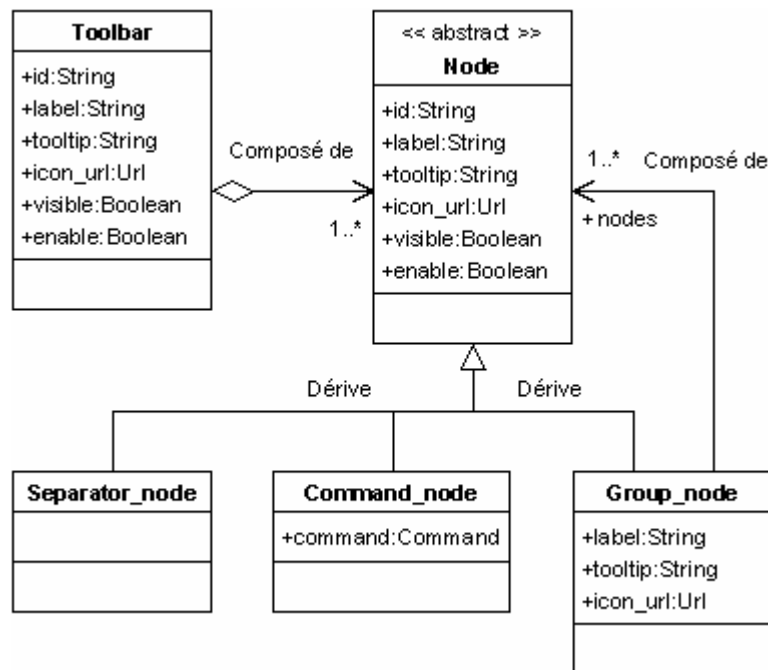 Toolbar
+id:String
+label:String
+tooltip:String
+icon_url:Url
+visible:Boolean
+enable:Boolean
Composé de
1..*
<< abstract >>
Node
+id:String
+label:String
+tooltip:String
+icon_url:Url
+visible:Boolean
+enable:Boolean
1..*
Composé de
+ nodes
Dérive
Dérive
Separator_node
Command_node
+command:Command
Group_node
+label:String
+tooltip:String
+icon_url:Url